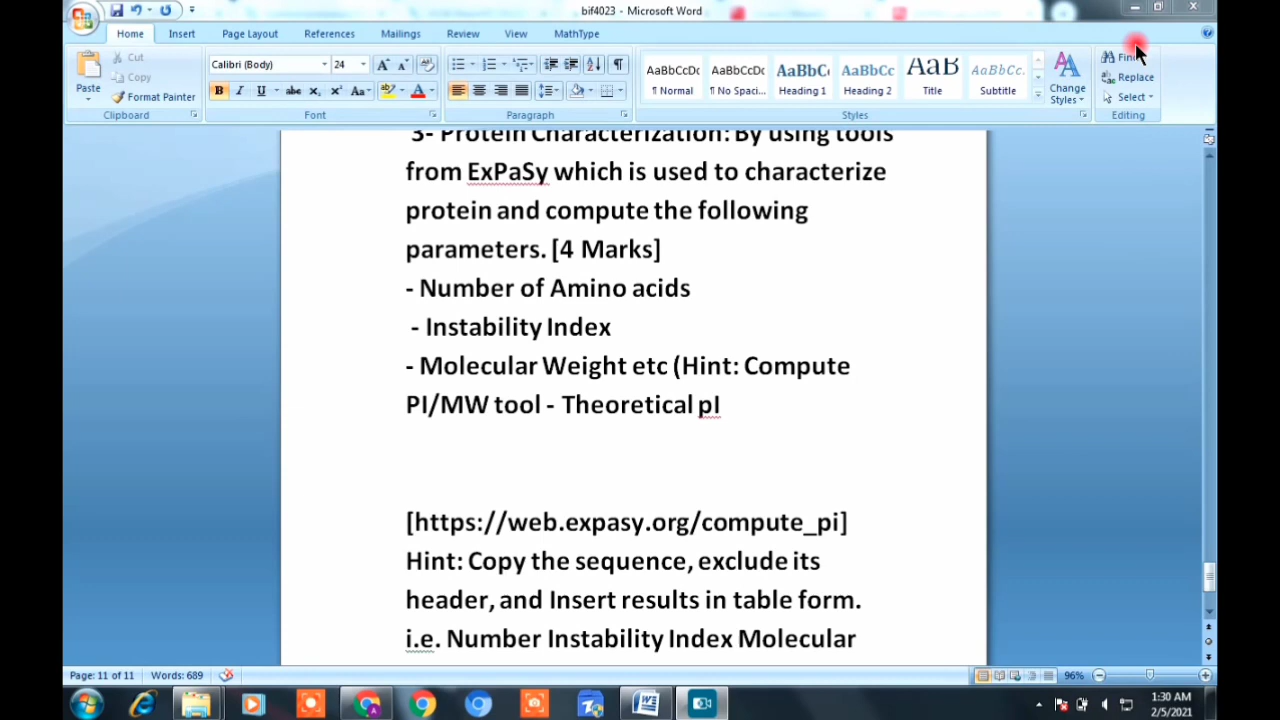 bif4023 - Microsoft Word
Home Insert Page Layout References Mailings Review View MathType
Paste
Cut
Copy
Format Painter
Clipboard
Calibri (Body) 24
Font
Paragraph
AaBbCcDc AaBbCcDc AaBbC AaBbCc AaB AaBbCc.
¶ Normal ¶ No Spaci... Heading 1 Heading 2 Title Subtitle
Change Styles
Styles
Find
Replace
Select
Editing
3- Protein Characterization: By using tools
from ExPaSy which is used to characterize
protein and compute the following
parameters. [4 Marks]
- Number of Amino acids
- Instability Index
- Molecular Weight etc (Hint: Compute
PI/MW tool - Theoretical pI
[https://web.expasy.org/compute_pi]
Hint: Copy the sequence, exclude its
header, and Insert results in table form.
i.e. Number Instability Index Molecular
Page: 11 of 11 Words: 689 96%
1:30 AM
2/5/2021